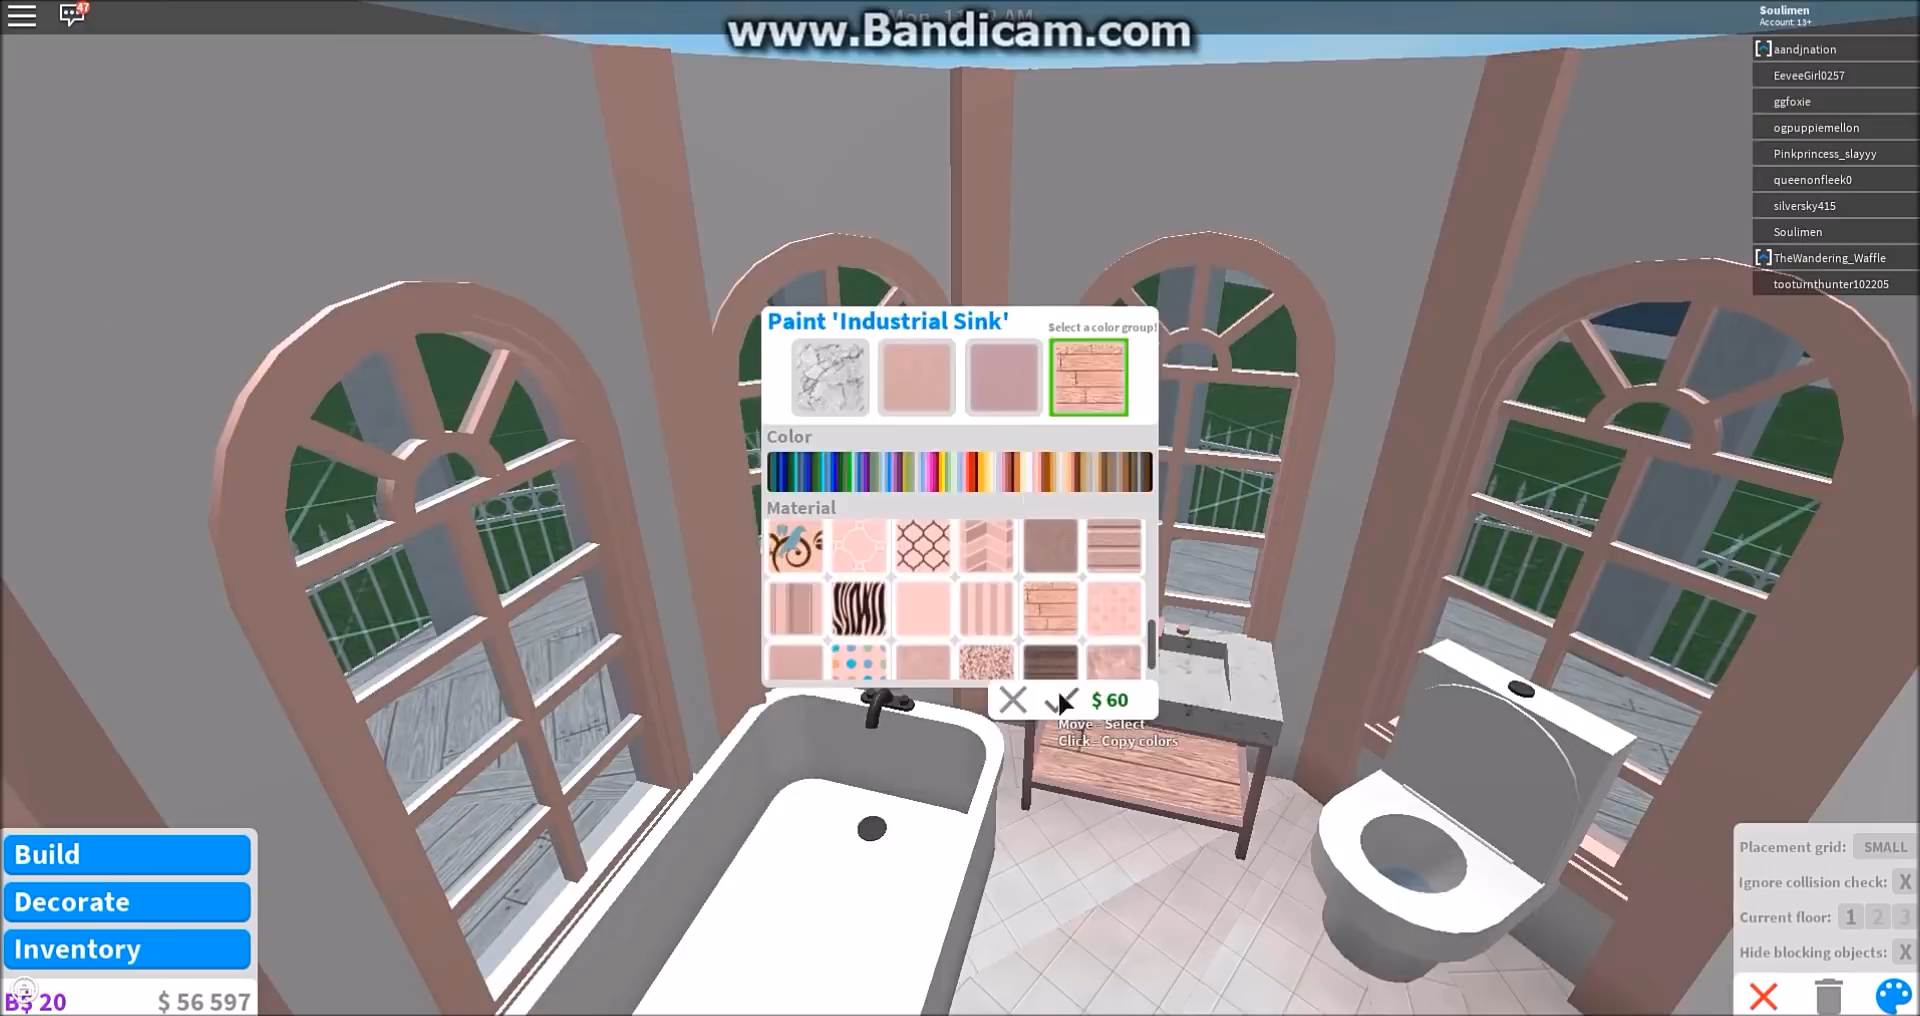 47
www.Bandicam.com
Soulimen
Account: 13+
aandjnation
EeveeGirl0257
ggfoxie
ogpuppiemellon
Pinkprincess_slayyy
queenonfleek0
silversky415
Soulimen
TheWandering_Waffle
tooturnthunter102205
Paint 'Industrial Sink'
Select a color group!
Color
Material
$ 60
Move - Select
Click - Copy colors
Build
Decorate
Inventory
B$ 20
$ 56 597
Placement grid: SMALL
Ignore collision check: X
Current floor: 1 2 3
Hide blocking objects: X